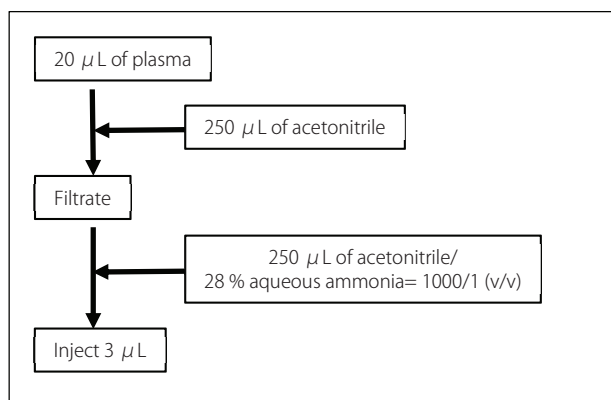 20 μL of plasma
250 μL of acetonitrile
Filtrate
250 μL of acetonitrile/
28 % aqueous ammonia= 1000/1 (v/v)
Inject 3 μL